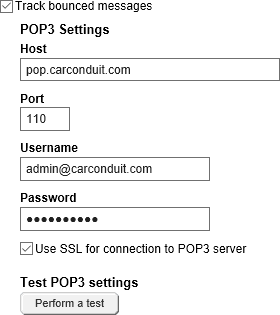 Track bounced messages
POP3 Settings
Host
pop.carconduit.com
Port
110
Username
admin@carconduit.com
Password
●●●●●●●●●●
Use SSL for connection to POP3 server
Test POP3 settings
Perform a test